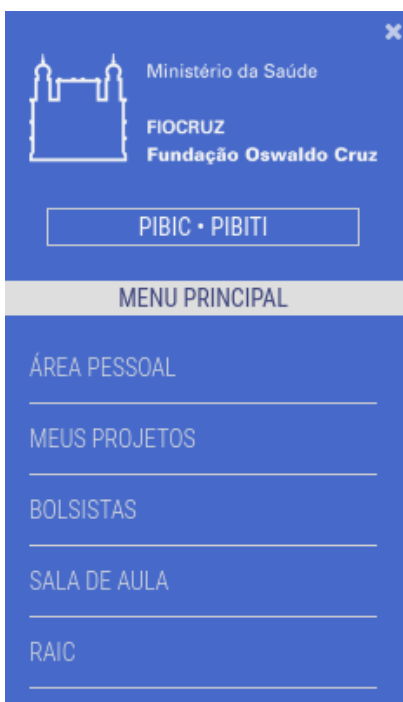 Ministério da Saúde
FIOCRUZ
Fundação Oswaldo Cruz
PIBIC • PIBITI
MENU PRINCIPAL
ÁREA PESSOAL
MEUS PROJETOS
BOLSISTAS
SALA DE AULA
RAIC